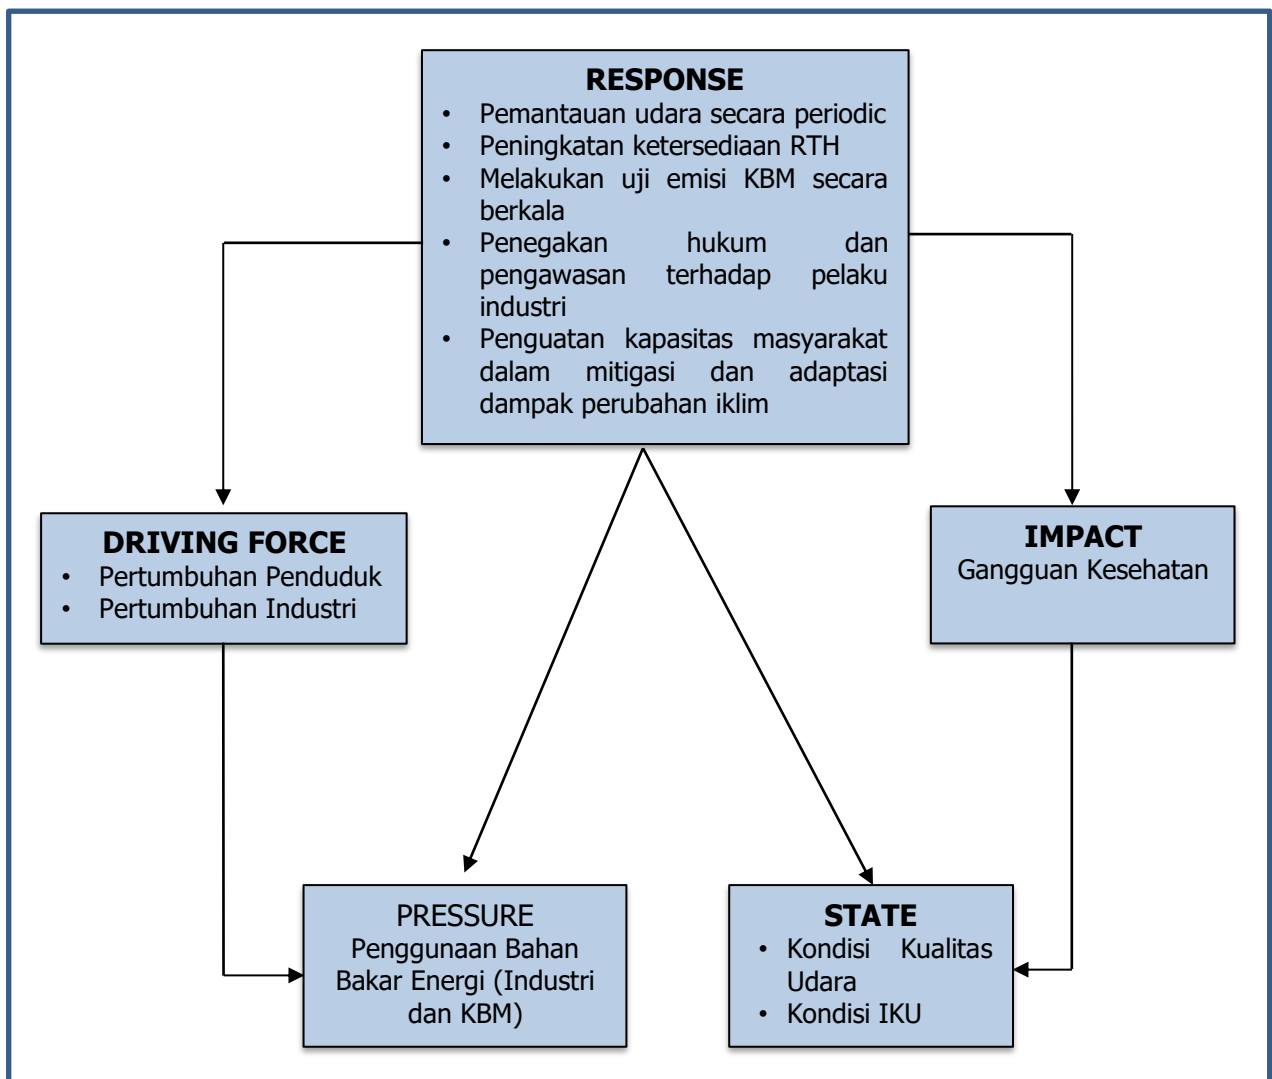 RESPONSE
• Pemantauan udara secara periodic
• Peningkatan ketersediaan RTH
• Melakukan uji emisi KBM secara
berkala
• Penegakan hukum dan
pengawasan terhadap pelaku
industri
• Penguatan kapasitas masyarakat
dalam mitigasi dan adaptasi
dampak perubahan iklim
DRIVING FORCE
• Pertumbuhan Penduduk
• Pertumbuhan Industri
IMPACT
Gangguan Kesehatan
PRESSURE
Penggunaan Bahan
Bakar Energi (Industri
dan KBM)
STATE
• Kondisi Kualitas
Udara
• Kondisi IKU